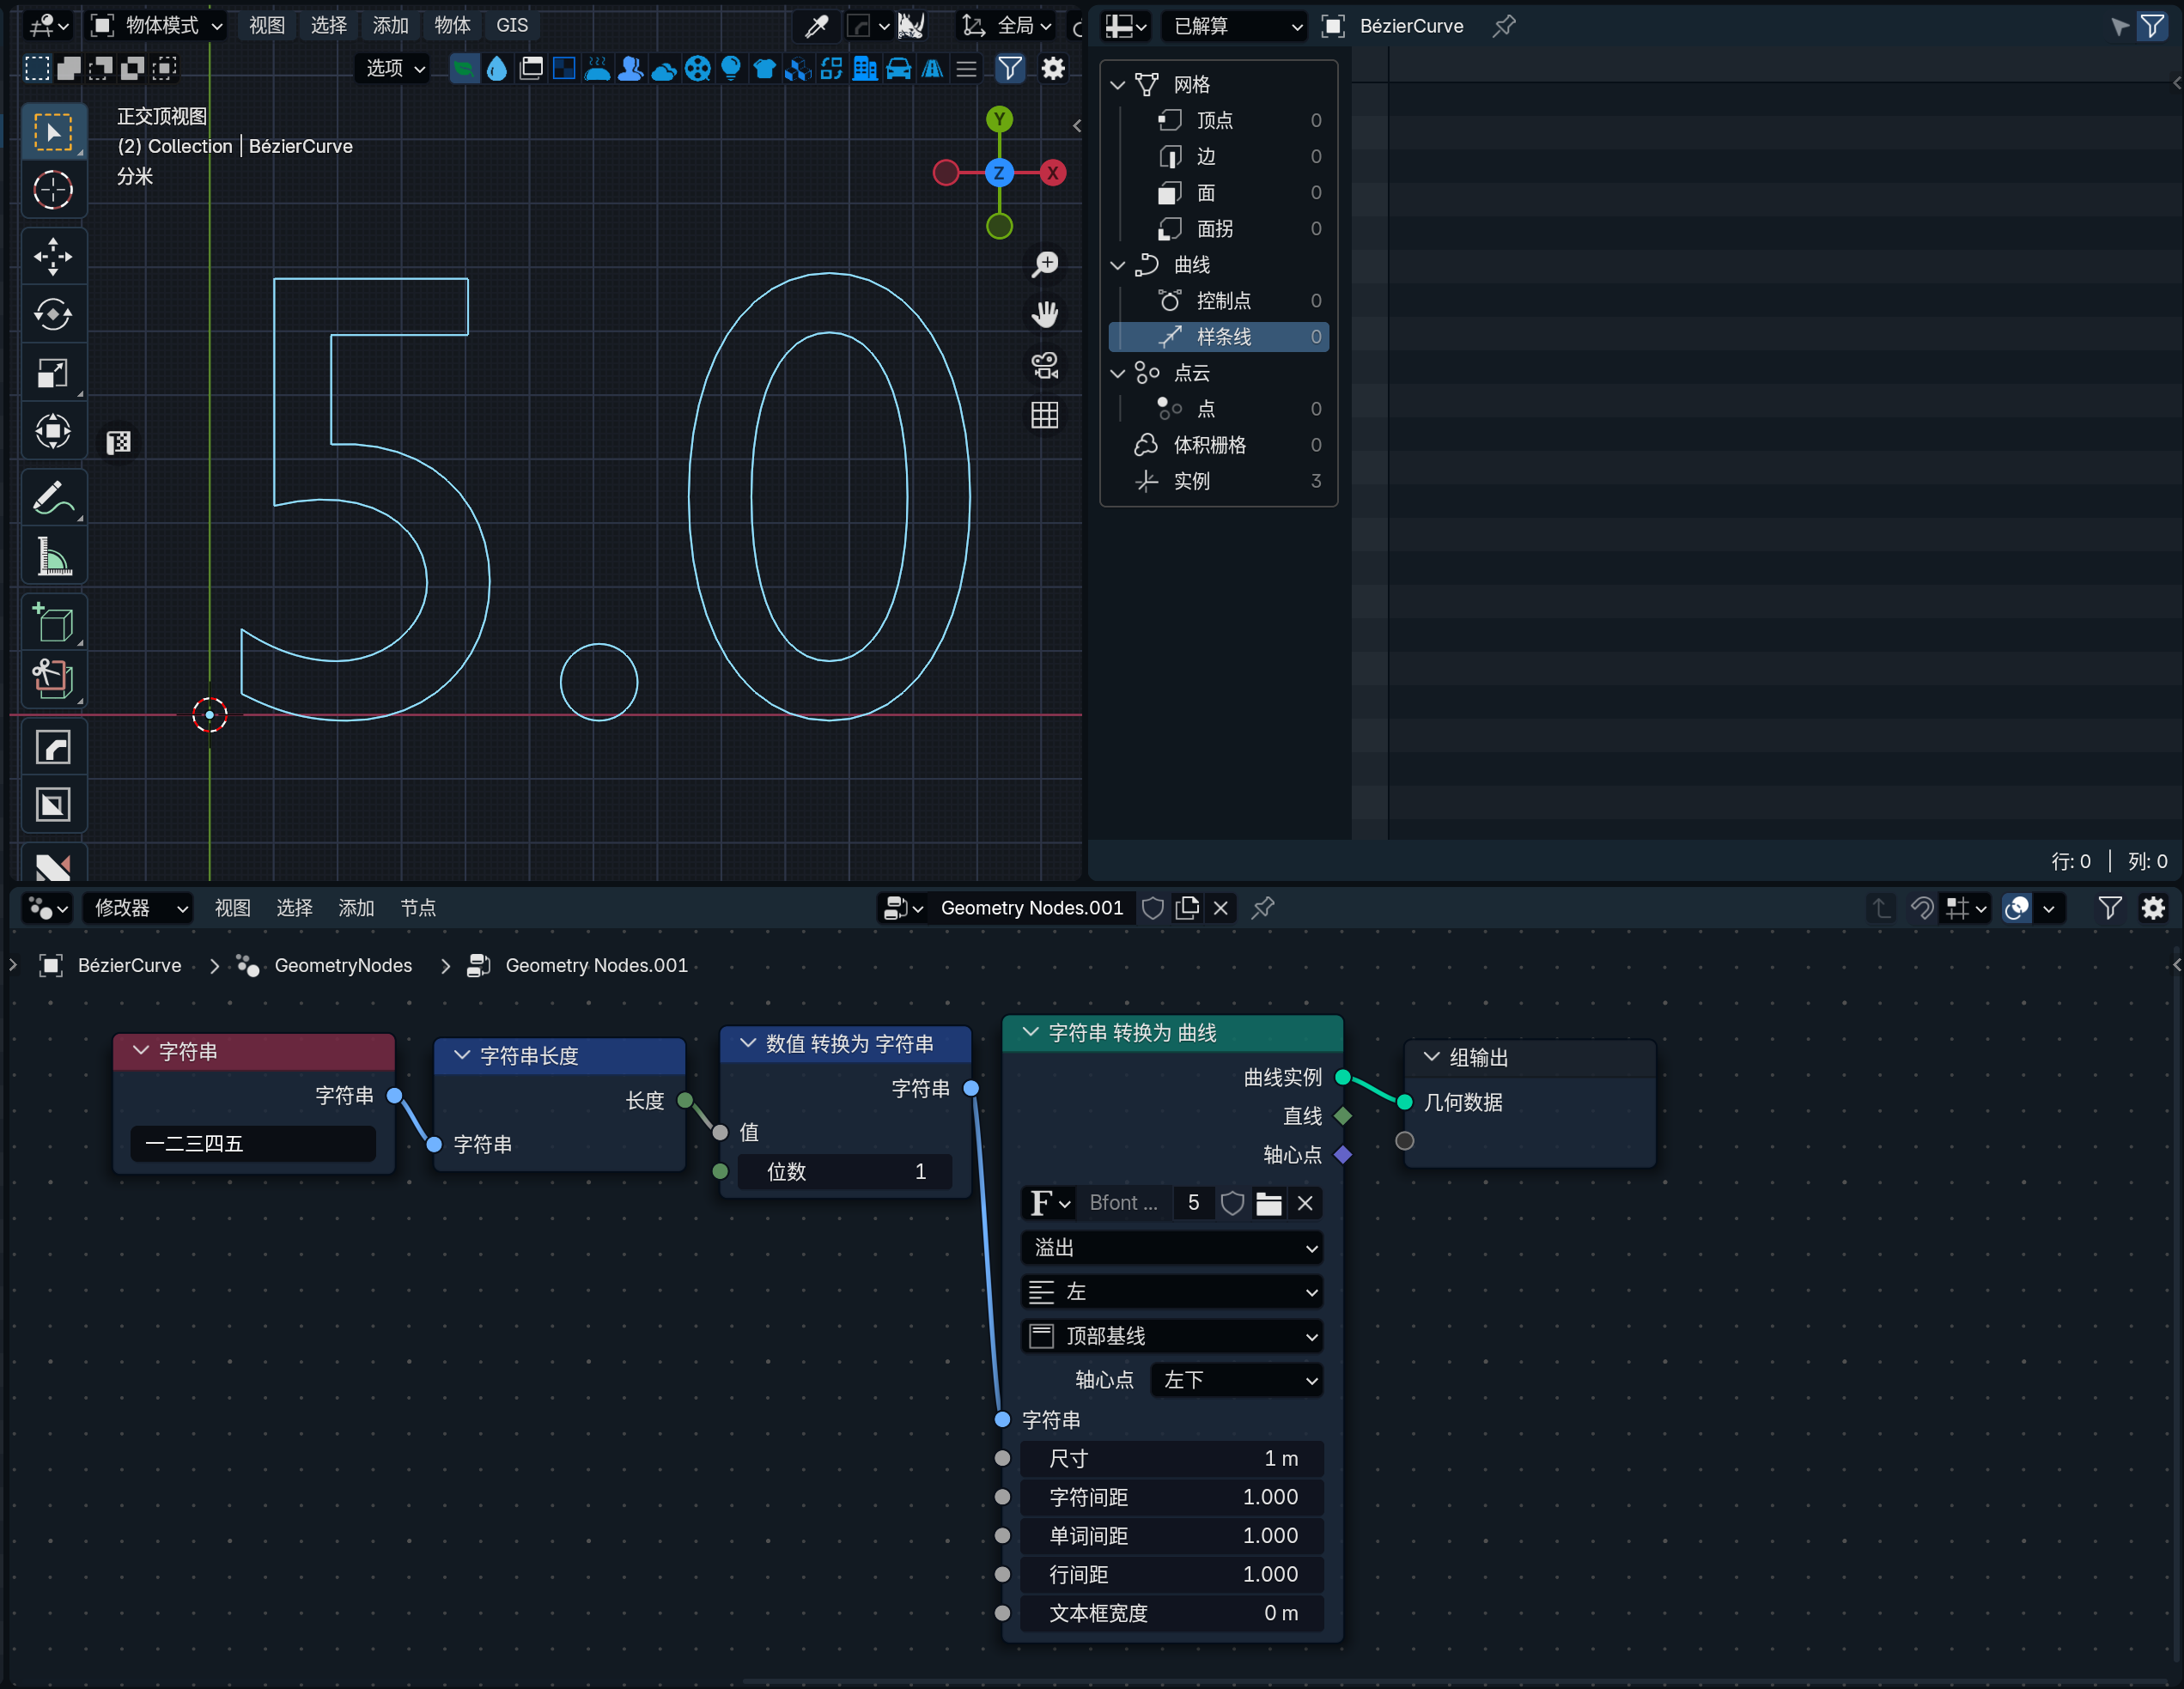 物体模式 视图 选择 添加 物体 GIS 全局
选项
正交顶视图
(2) Collection | BézierCurve
分米
Y
Z
X
5.0
已解算 BézierCurve
网格
顶点 0
边 0
面 0
面拐 0
曲线
控制点 0
样条线 0
点云
点 0
体积栅格 0
实例 3
行: 0 | 列: 0
修改器 视图 选择 添加 节点 Geometry Nodes.001
BézierCurve GeometryNodes Geometry Nodes.001
字符串
字符串
一二三四五
字符串长度
长度
字符串
数值 转换为 字符串
字符串
值
位数 1
字符串 转换为 曲线
曲线实例
直线
轴心点
F Bfont ... 5
溢出
左
顶部基线
轴心点 左下
字符串
尺寸 1 m
字符间距 1.000
单词间距 1.000
行间距 1.000
文本框宽度 0 m
组输出
几何数据